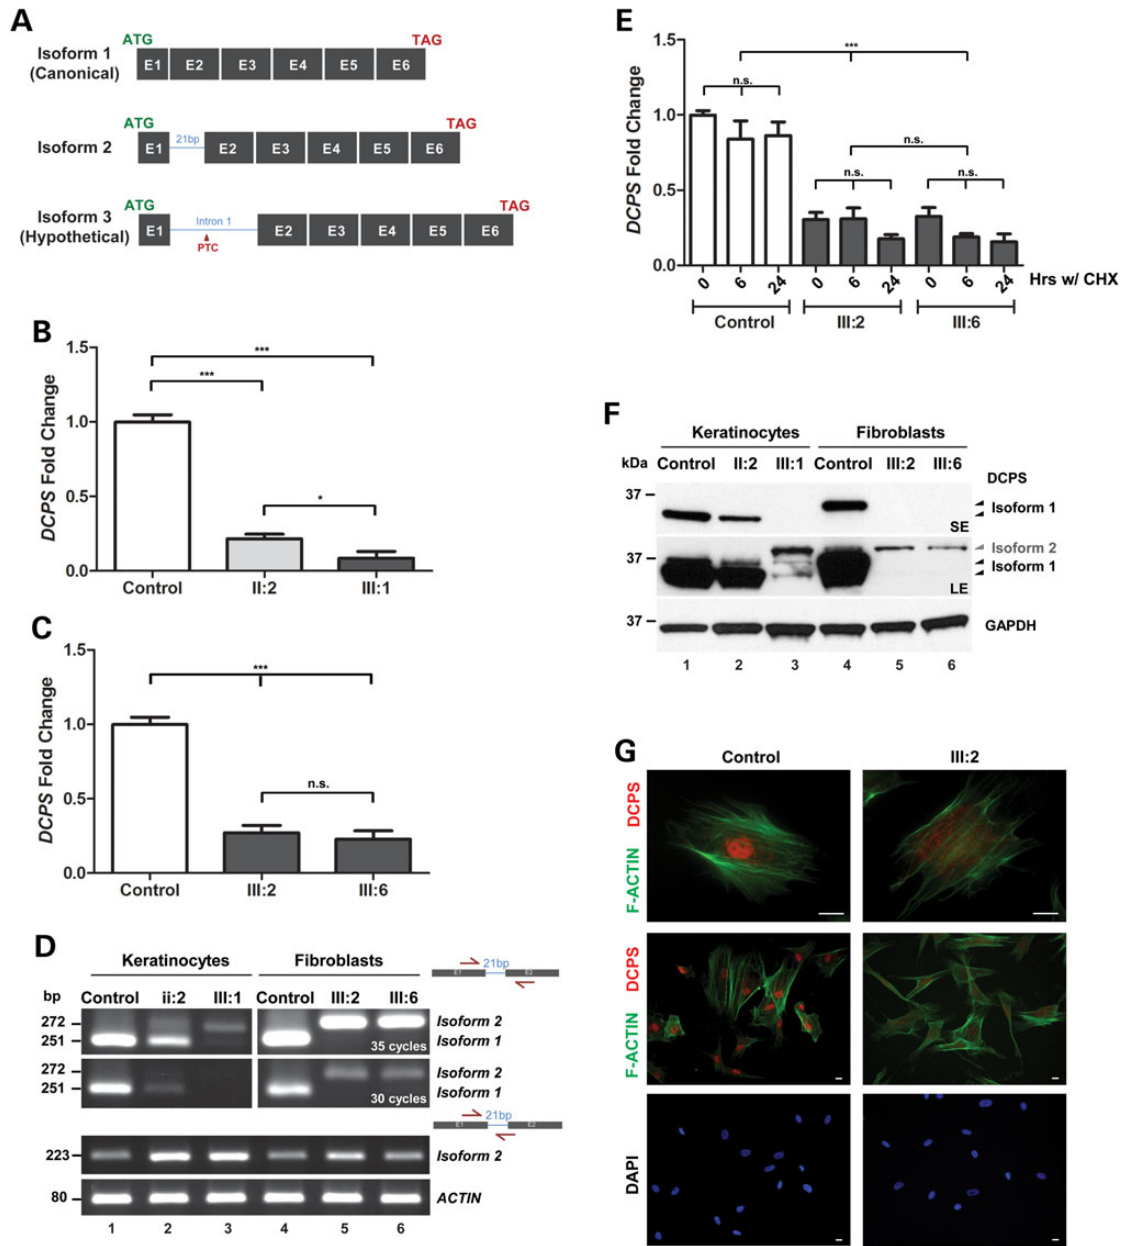 A
ATG
TAG
Isoform 1
(Canonical)
E1 E2 E3 E4 E5 E6
ATG
TAG
Isoform 2
E1 21bp E2 E3 E4 E5 E6
ATG
TAG
Isoform 3
(Hypothetical)
E1 Intron 1 E2 E3 E4 E5 E6
PTC
B
DCPS Fold Change
1.5
1.0
0.5
0.0
***
***
*
Control II:2 III:1
C
DCPS Fold Change
1.5
1.0
0.5
0.0
***
n.s.
Control III:2 III:6
D
Keratinocytes Fibroblasts
bp Control ii:2 III:1 Control III:2 III:6
E1 21bp E2
272 Isoform 2
251 Isoform 1
35 cycles
272 Isoform 2
251 Isoform 1
30 cycles
E1 21bp E2
223 Isoform 2
80 ACTIN
1 2 3 4 5 6
E
DCPS Fold Change
1.5
1.0
0.5
0.0
***
n.s.
n.s.
n.s.
n.s.
0 6 24 0 6 24 0 6 24 Hrs w/ CHX
Control III:2 III:6
F
Keratinocytes Fibroblasts
kDa Control II:2 III:1 Control III:2 III:6 DCPS
37
Isoform 1
SE
Isoform 2
37
Isoform 1
LE
37
GAPDH
1 2 3 4 5 6
G
Control III:2
F-ACTIN DCPS
F-ACTIN DCPS
DAPI